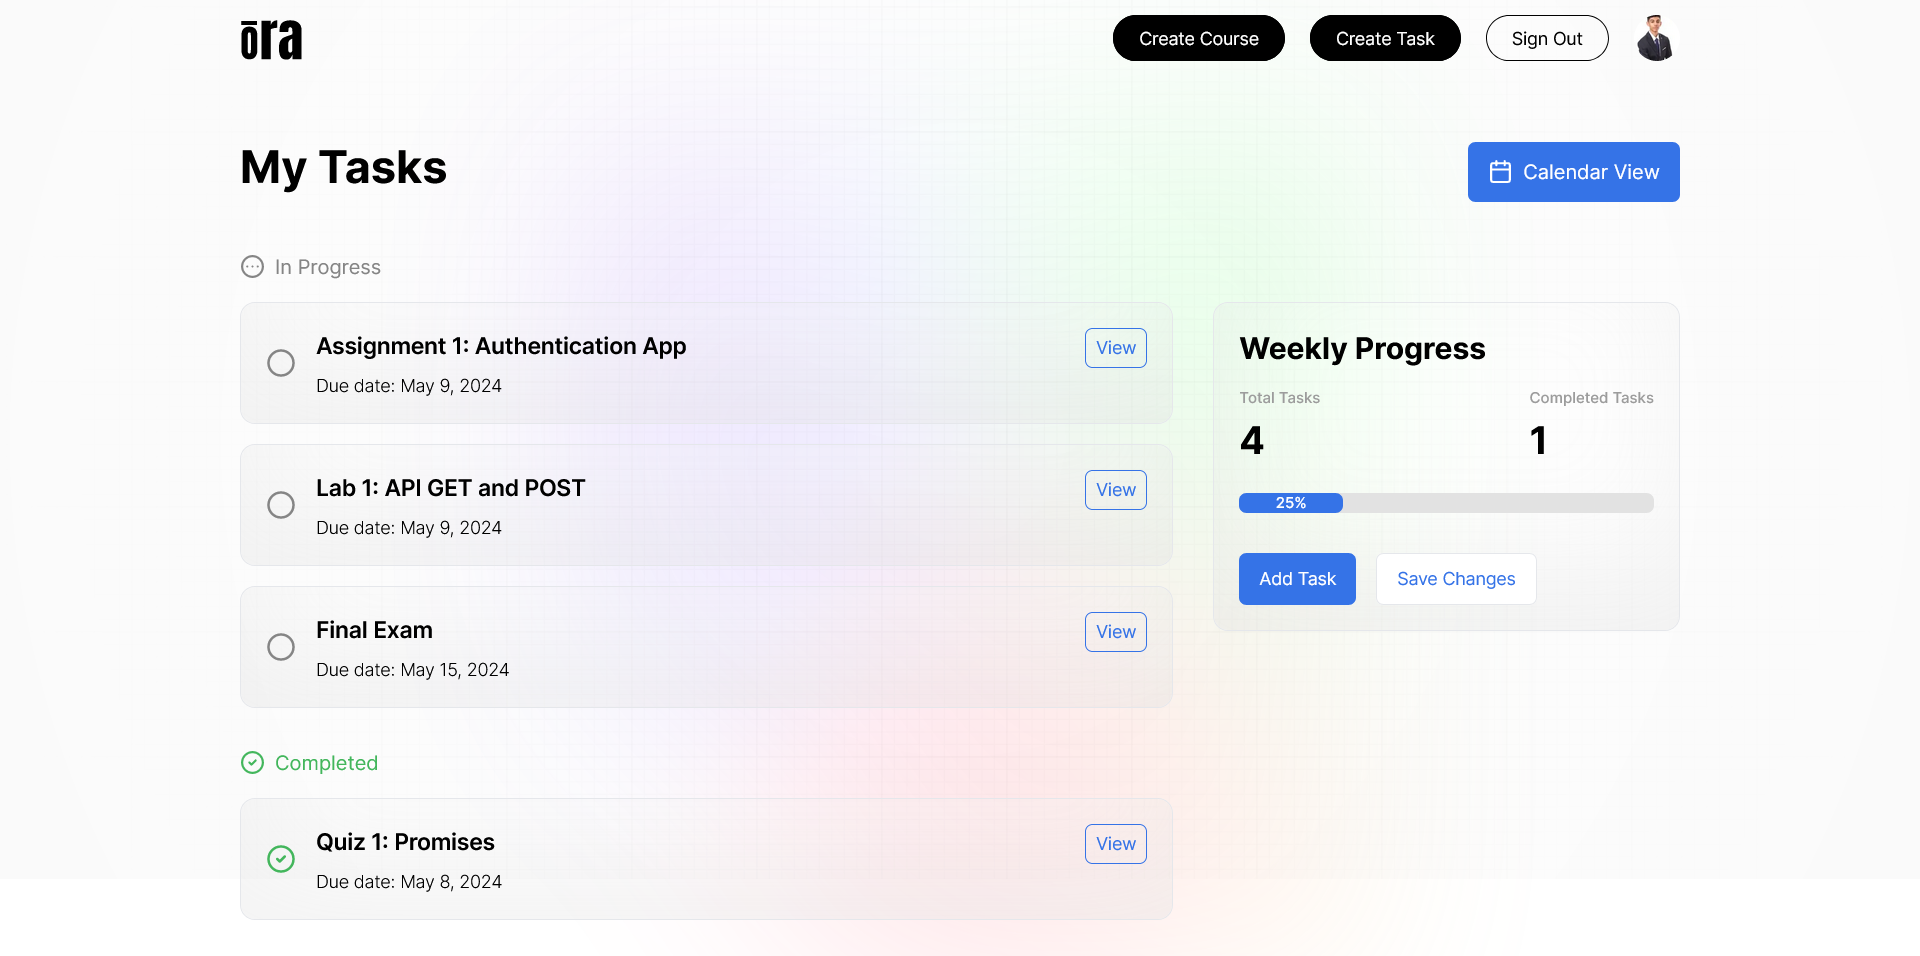 ōra
Create Course
Create Task
Sign Out
My Tasks
Calendar View
In Progress
Assignment 1: Authentication App
Due date: May 9, 2024
View
Lab 1: API GET and POST
Due date: May 9, 2024
View
Final Exam
Due date: May 15, 2024
View
Completed
Quiz 1: Promises
Due date: May 8, 2024
View
Weekly Progress
Total Tasks
4
Completed Tasks
1
25%
Add Task
Save Changes